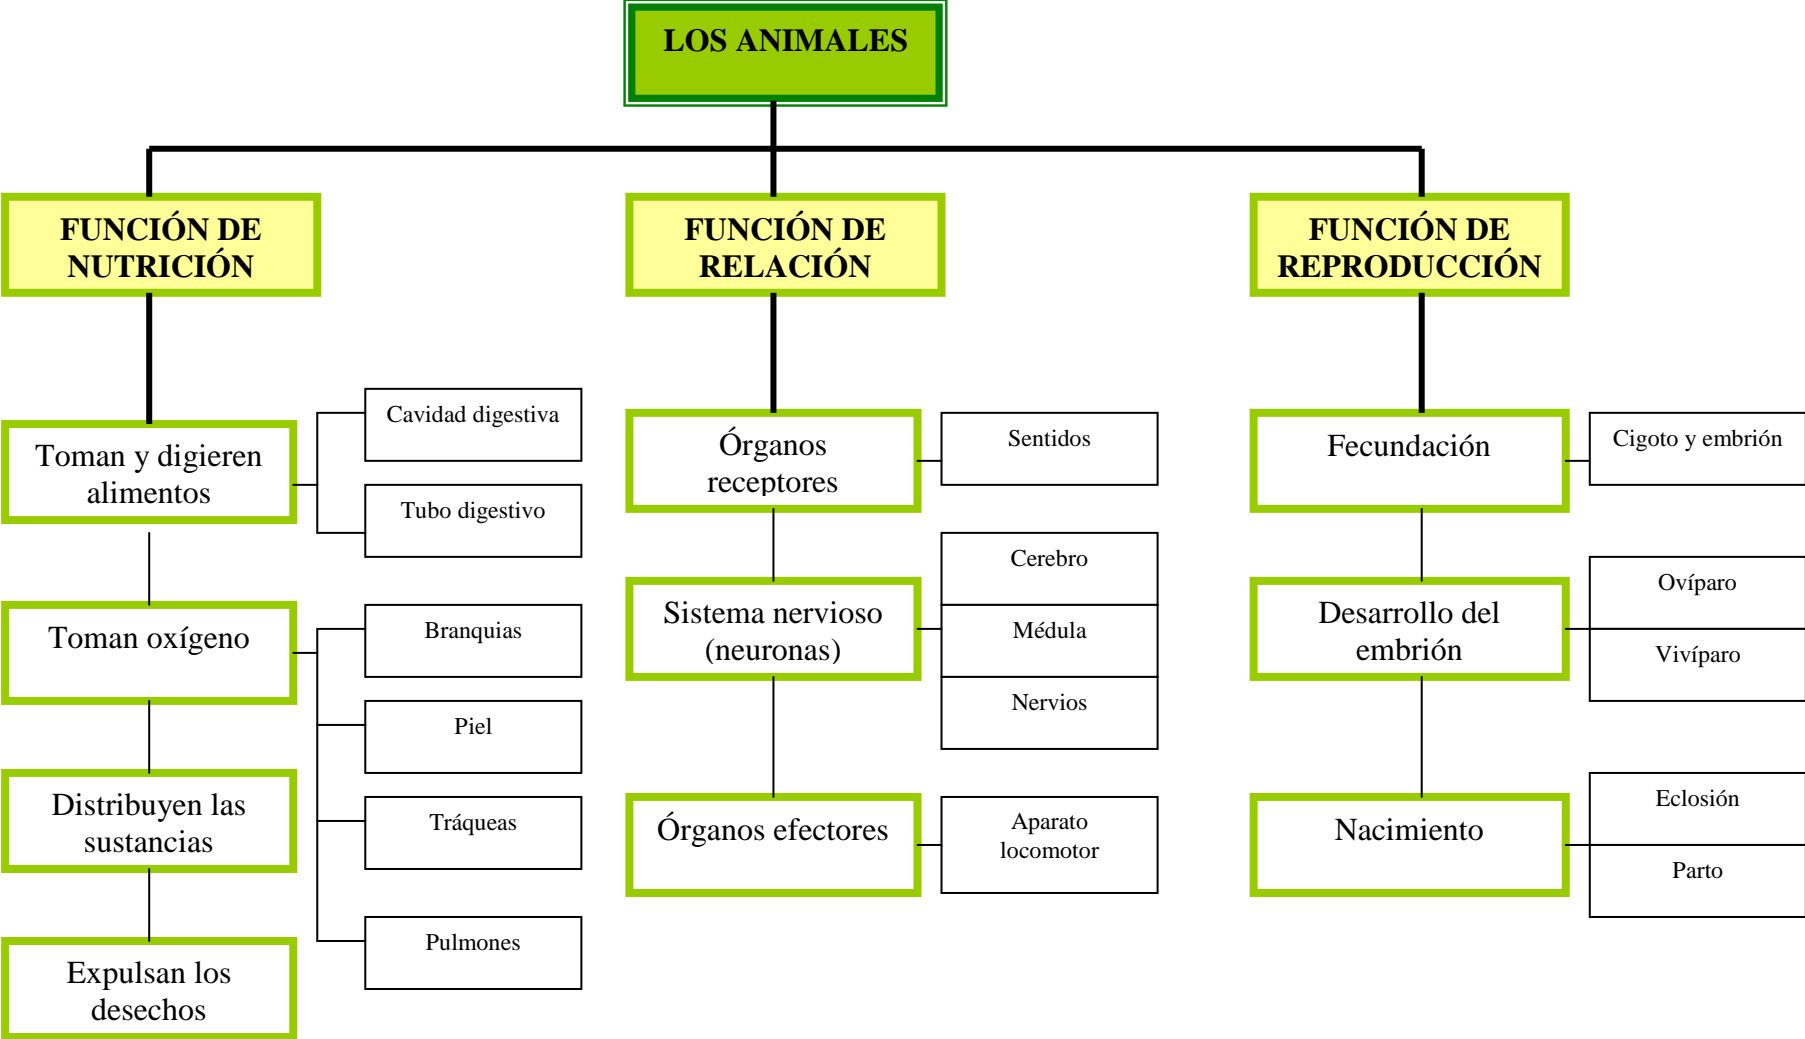 LOS ANIMALES
FUNCIÓN DE
NUTRICIÓN
FUNCIÓN DE
RELACIÓN
FUNCIÓN DE
REPRODUCCIÓN
Toman y digieren
alimentos
Cavidad digestiva
Tubo digestivo
Toman oxígeno
Branquias
Piel
Tráqueas
Pulmones
Distribuyen las
sustancias
Expulsan los
desechos
Órganos
receptores
Sentidos
Sistema nervioso
(neuronas)
Cerebro
Médula
Nervios
Órganos efectores
Aparato
locomotor
Fecundación
Cigoto y embrión
Desarrollo del
embrión
Ovíparo
Vivíparo
Nacimiento
Eclosión
Parto